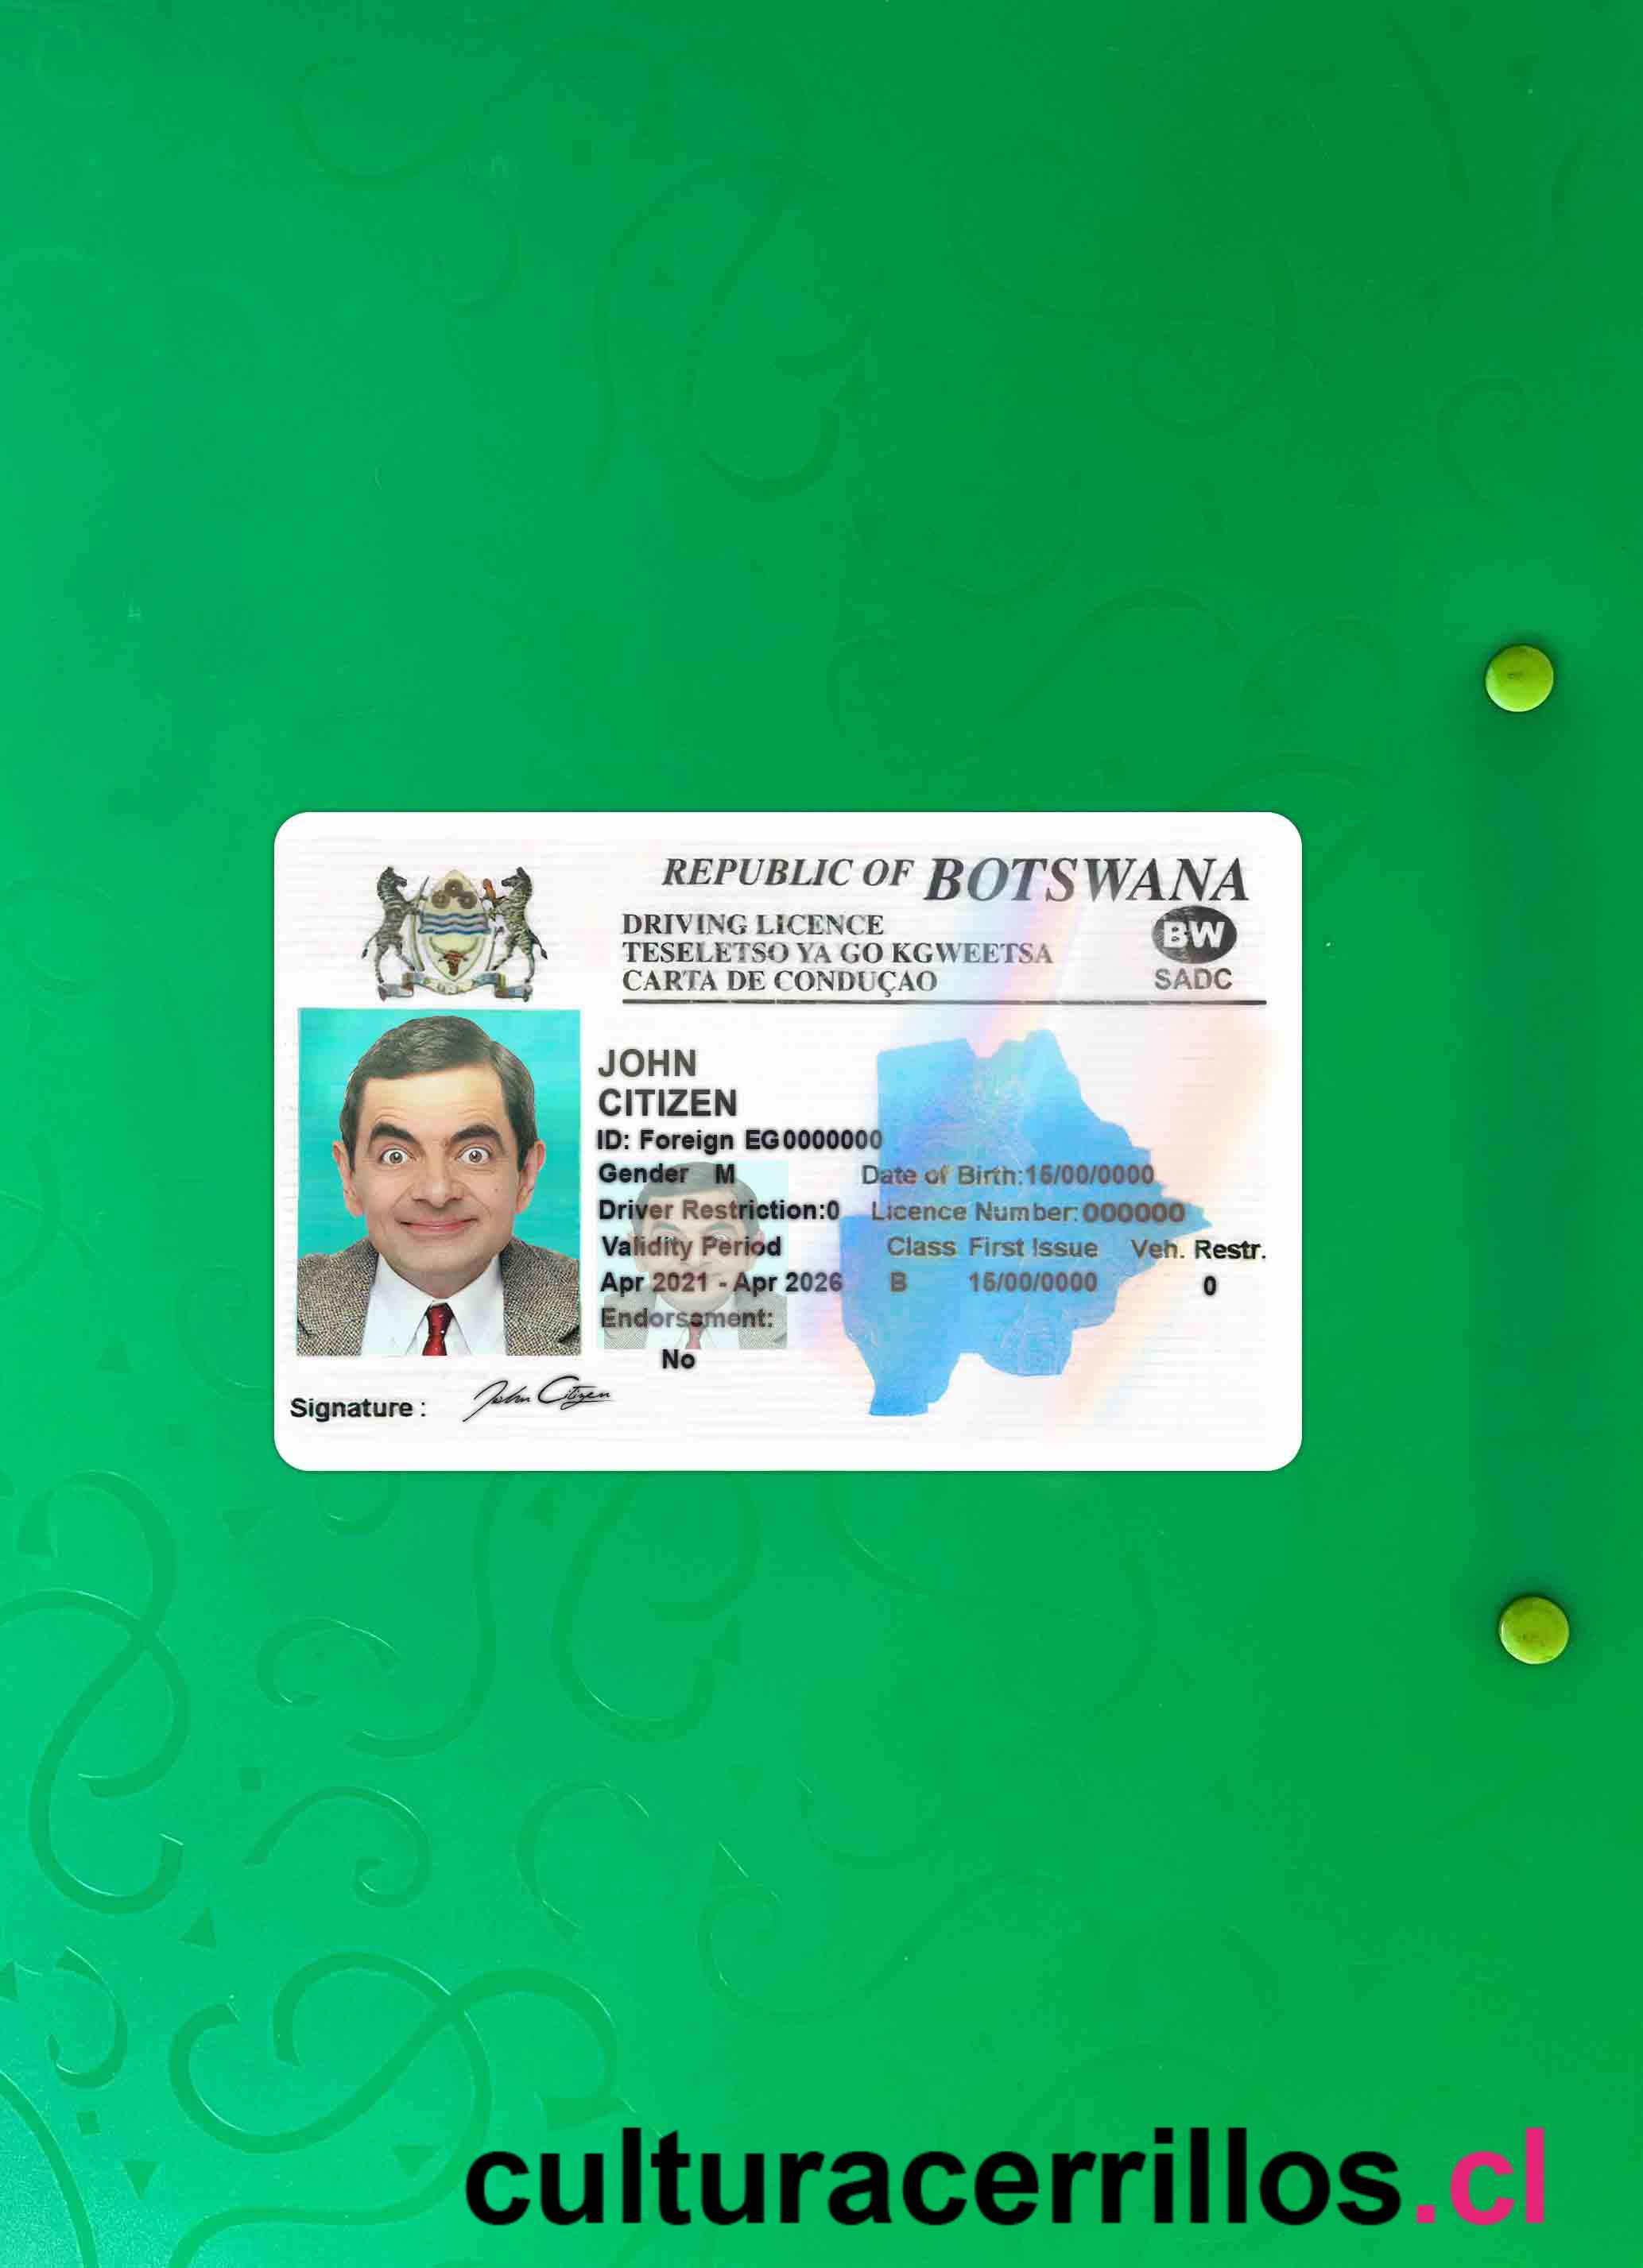 REPUBLIC OF BOTSWANA
DRIVING LICENCE
TESELETSO YA GO KGWEETSA
CARTA DE CONDUÇAO
BW
SADC
JOHN
CITIZEN
ID: Foreign EG0000000
Gender M Date of Birth:15/00/0000
Driver Restriction:0 Licence Number:000000
Validity Period Class First Issue Veh. Restr.
Apr 2021 - Apr 2026 B 15/00/0000 0
Endorsement:
No
Signature : John Citizen
culturacerrillos.cl